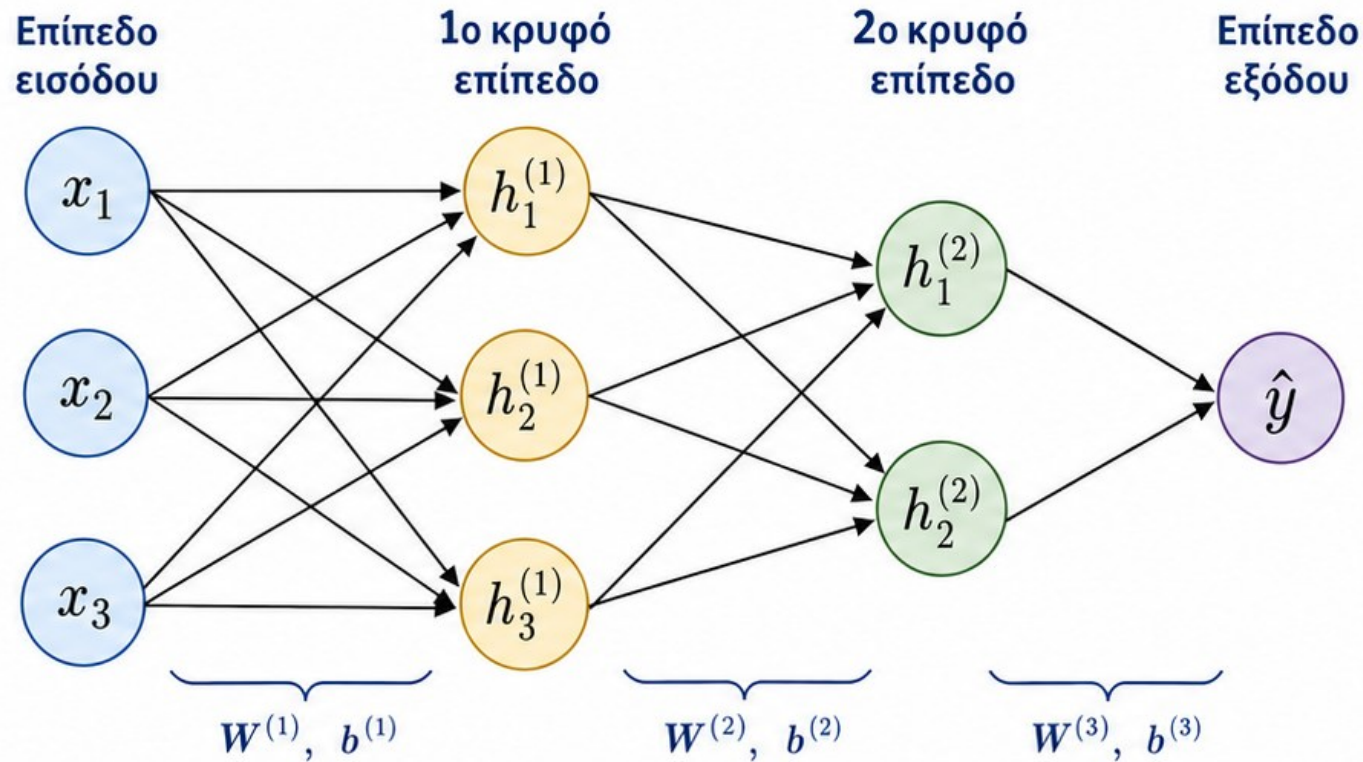 Επίπεδο
εισόδου
1ο κρυφό
επίπεδο
2ο κρυφό
επίπεδο
Επίπεδο
εξόδου
x₁
x₂
x₃
h₁⁽¹⁾
h₂⁽¹⁾
h₃⁽¹⁾
h₁⁽²⁾
h₂⁽²⁾
ŷ
W⁽¹⁾, b⁽¹⁾
W⁽²⁾, b⁽²⁾
W⁽³⁾, b⁽³⁾